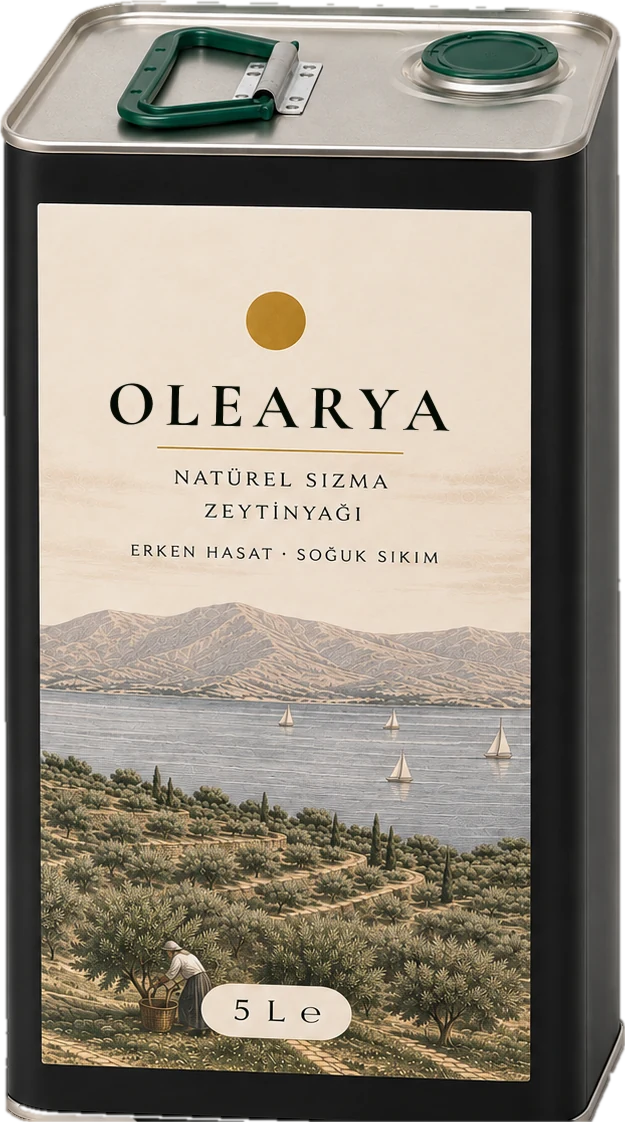 OLEARYA
NATÜREL SIZMA
ZEYTİNYAĞI
ERKEN HASAT · SOĞUK SIKIM
5 L e